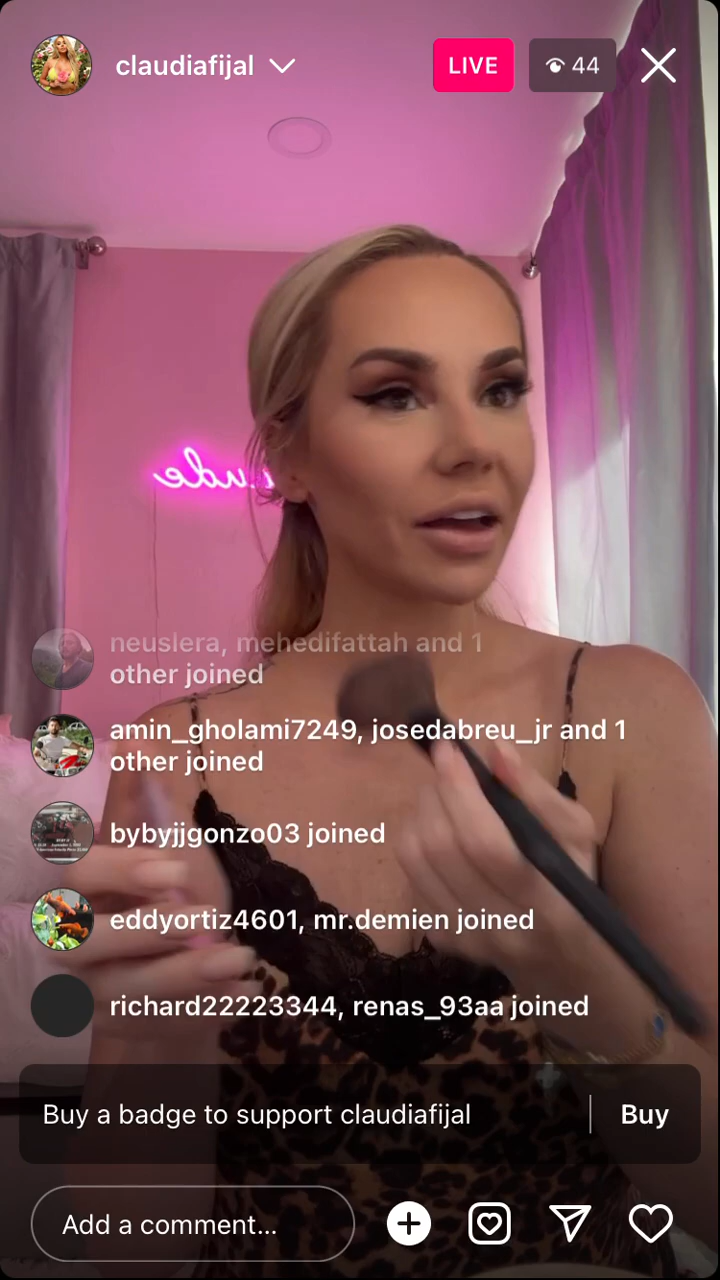 claudiafijal
LIVE
44
neuslera, mehedifattah and 1
other joined
amin_gholami7249, josedabreu_jr and 1
other joined
bybyjjgonzo03 joined
eddyortiz4601, mr.demien joined
richard22223344, renas_93aa joined
Buy a badge to support claudiafijal
Buy
Add a comment...